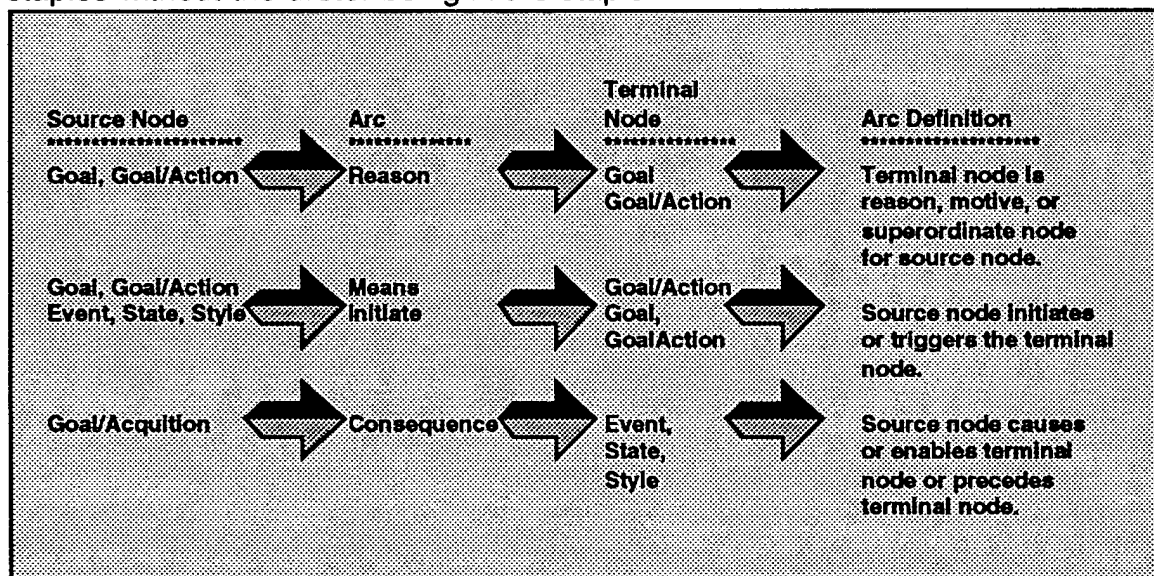 Terminal
Source Node Arc Node Arc Definition
Goal, Goal/Action Reason Goal Terminal node is
Goal/Action reason, motive, or
superordinate node
for source node.
Goal, Goal/Action Means Goal/Action
Event, State, Style Initiate Goal, Source node initiates
GoalAction or triggers the terminal
node.
Goal/Acquition Consequence Event, Source node causes
State, or enables terminal
Style node or precedes
terminal node.